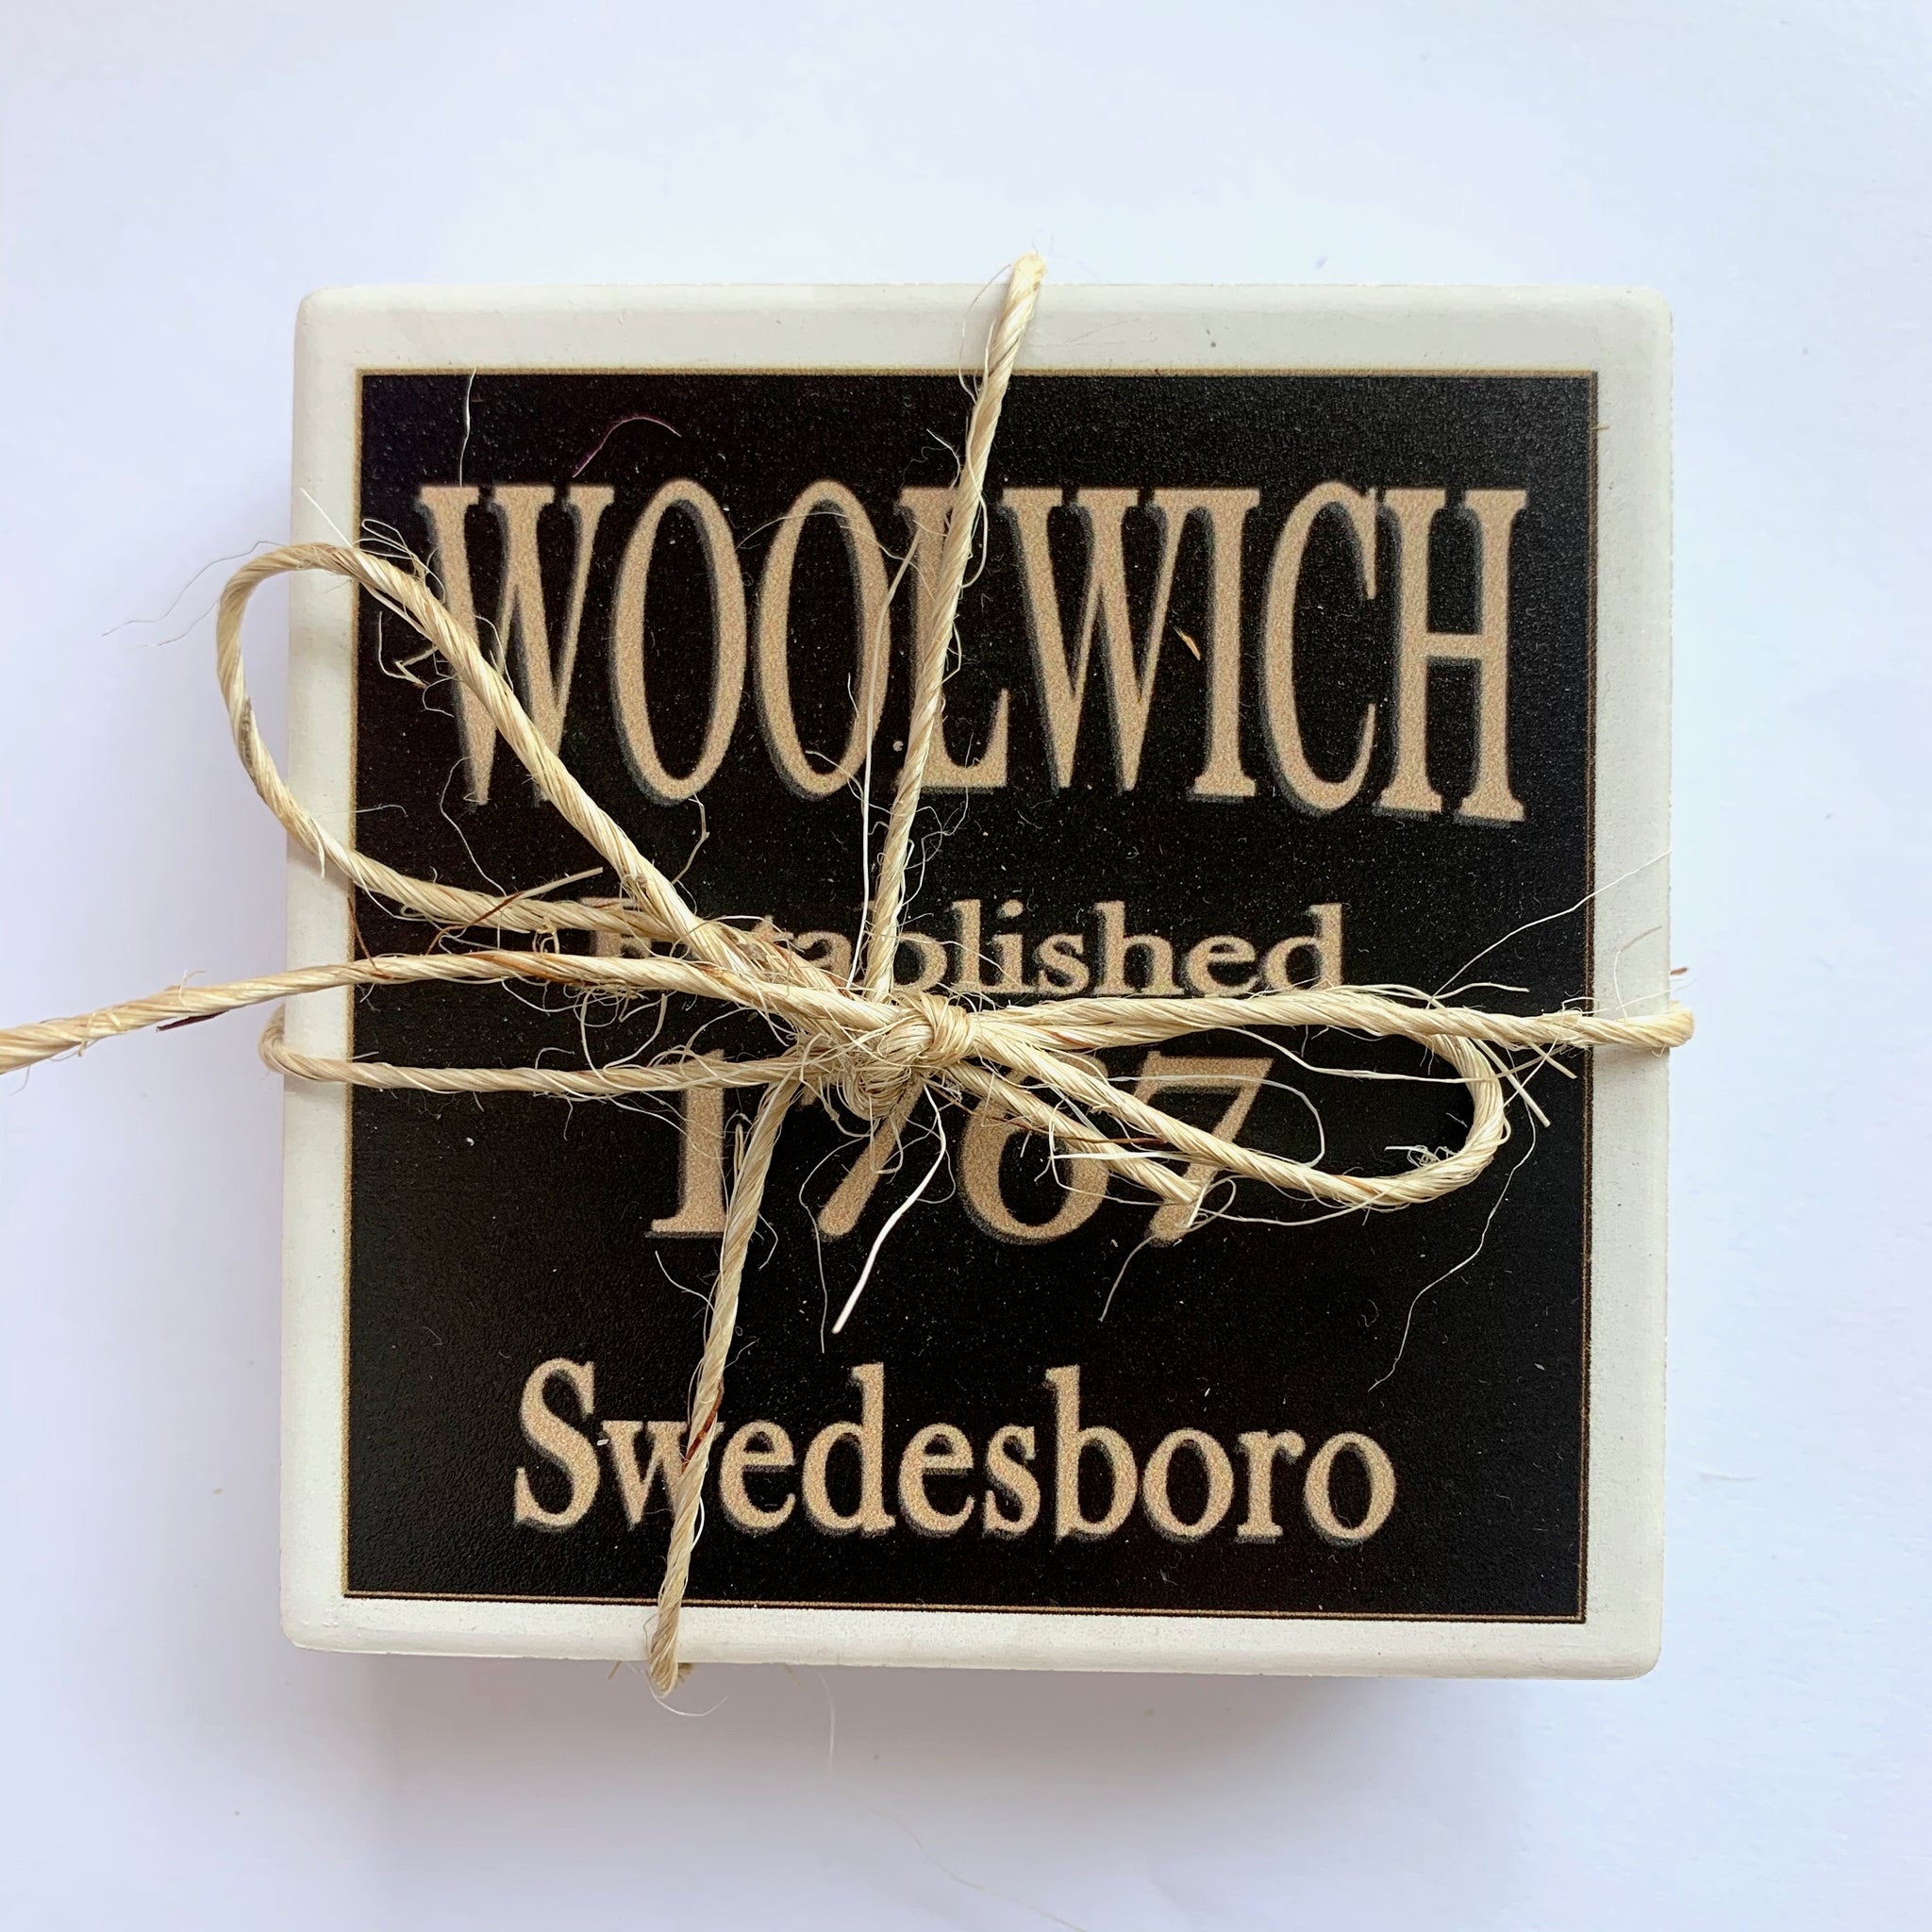 WOOLWICH
Established
1767
Swedesboro